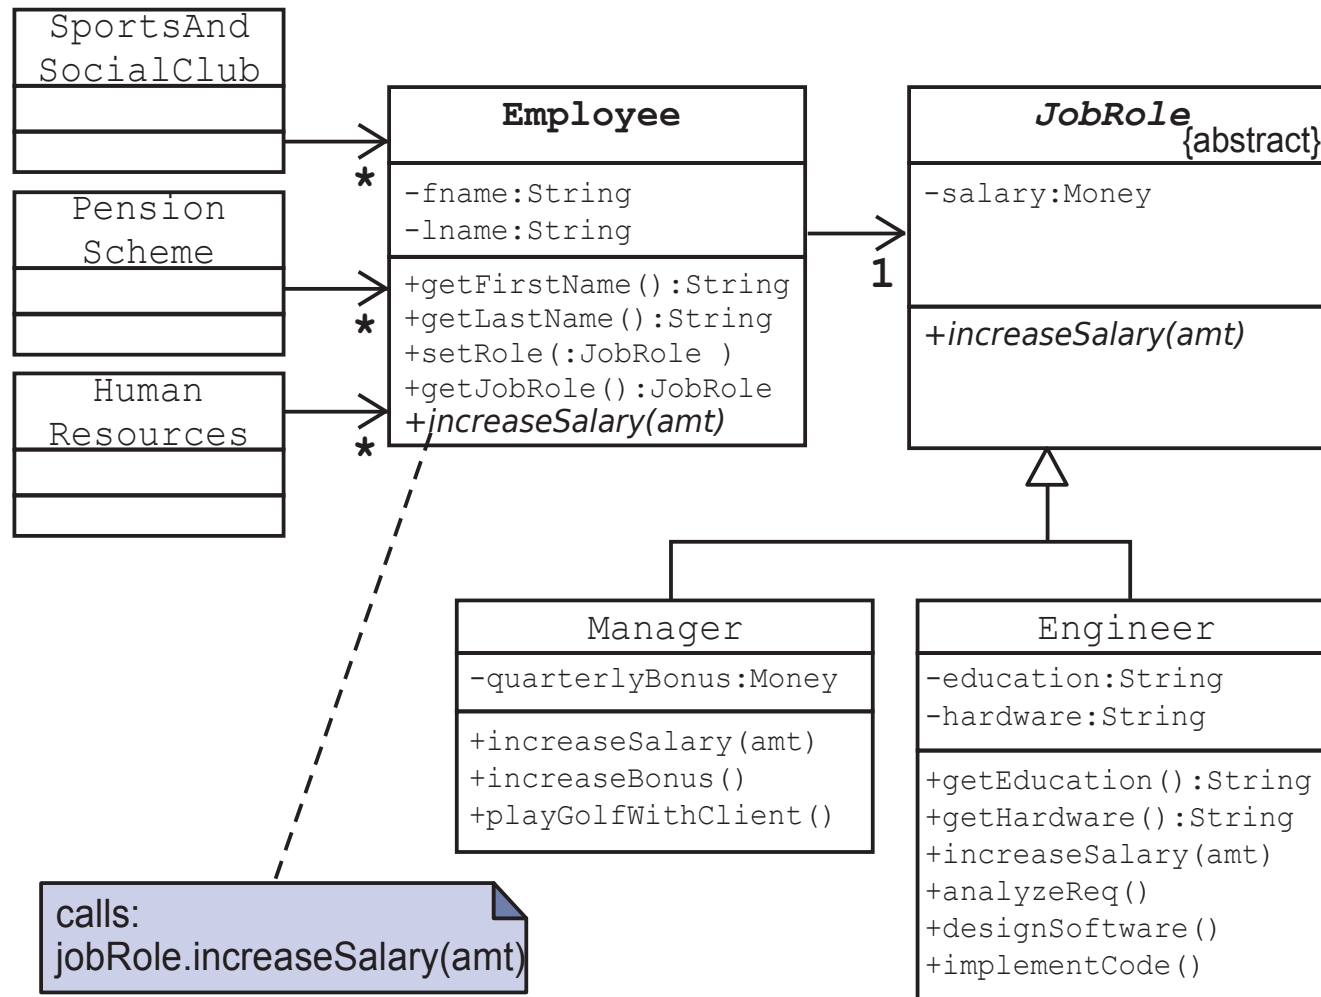 SportsAnd
SocialClub
*
Pension
Scheme
*
Human
Resources
*
Employee
-fname:String
-lname:String
+getFirstName():String
+getLastName():String
+setRole(:JobRole )
+getJobRole():JobRole
+increaseSalary(amt)
1
JobRole
{abstract}
-salary:Money
+increaseSalary(amt)
Manager
-quarterlyBonus:Money
+increaseSalary(amt)
+increaseBonus()
+playGolfWithClient()
Engineer
-education:String
-hardware:String
+getEducation():String
+getHardware():String
+increaseSalary(amt)
+analyzeReq()
+designSoftware()
+implementCode()
calls:
jobRole.increaseSalary(amt)